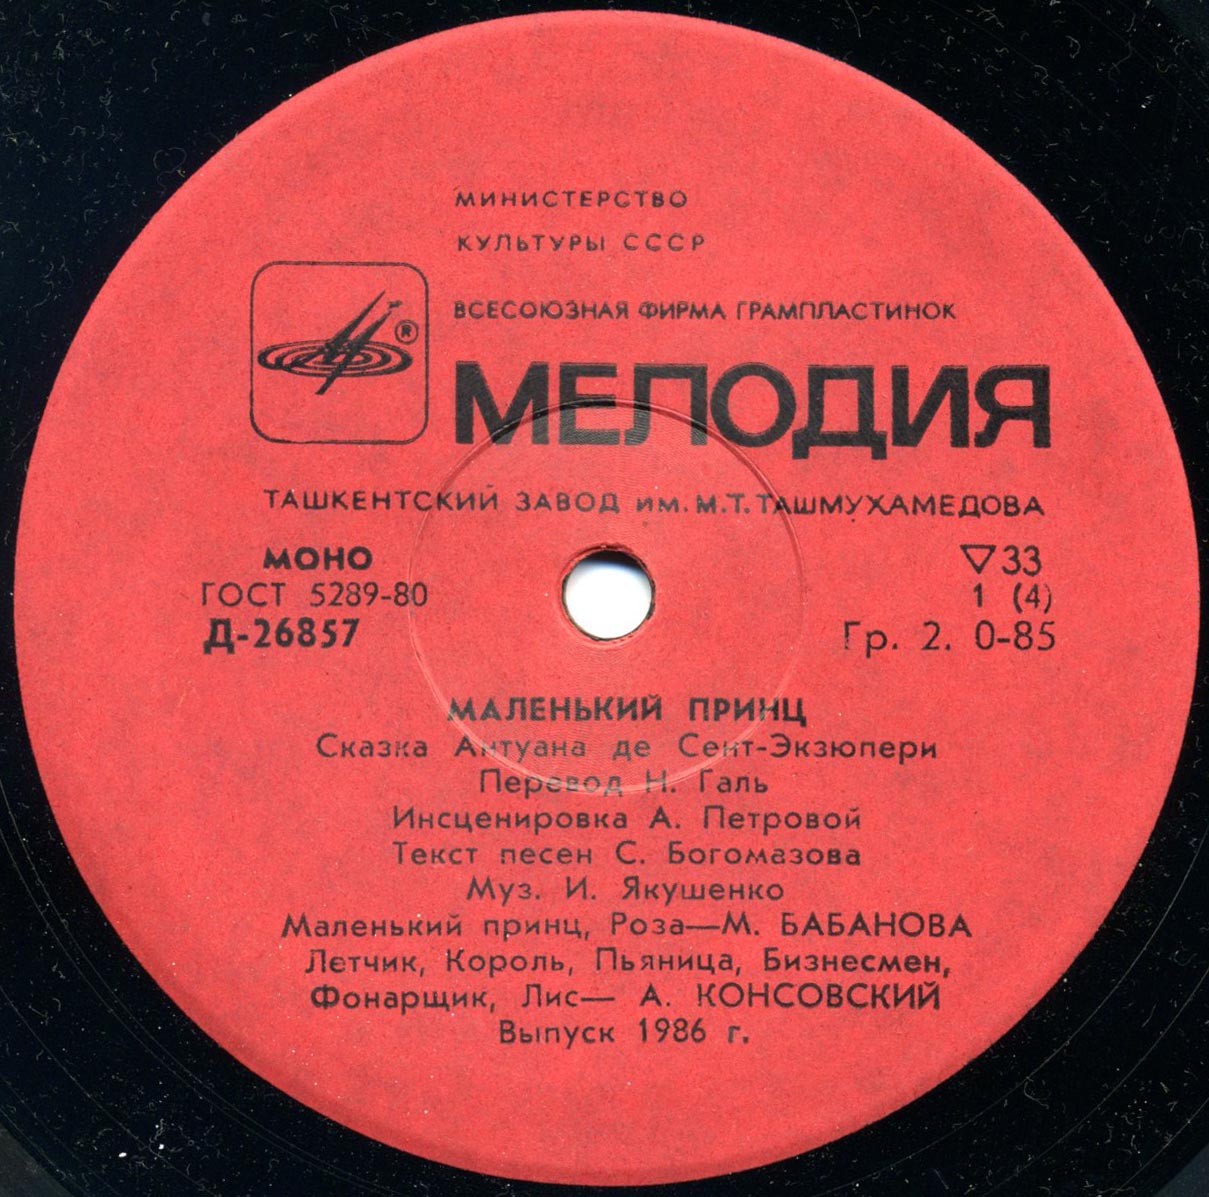 МИНИСТЕРСТВО
КУЛЬТУРЫ СССР
ВСЕСОЮЗНАЯ ФИРМА ГРАМПЛАСТИНОК
®
МЕЛОДИЯ
ТАШКЕНТСКИЙ ЗАВОД им. М.Т. ТАШМУХАМЕДОВА
МОНО
ГОСТ 5289-80
Д-26857
▽33
1 (4)
Гр. 2. 0-85
МАЛЕНЬКИЙ ПРИНЦ
Сказка Антуана де Сент-Экзюпери
Перевод Н. Галь
Инсценировка А. Петровой
Текст песен С. Богомазова
Муз. И. Якушенко
Маленький принц, Роза—М. БАБАНОВА
Летчик, Король, Пьяница, Бизнесмен,
Фонарщик, Лис— А. КОНСОВСКИЙ
Выпуск 1986 г.